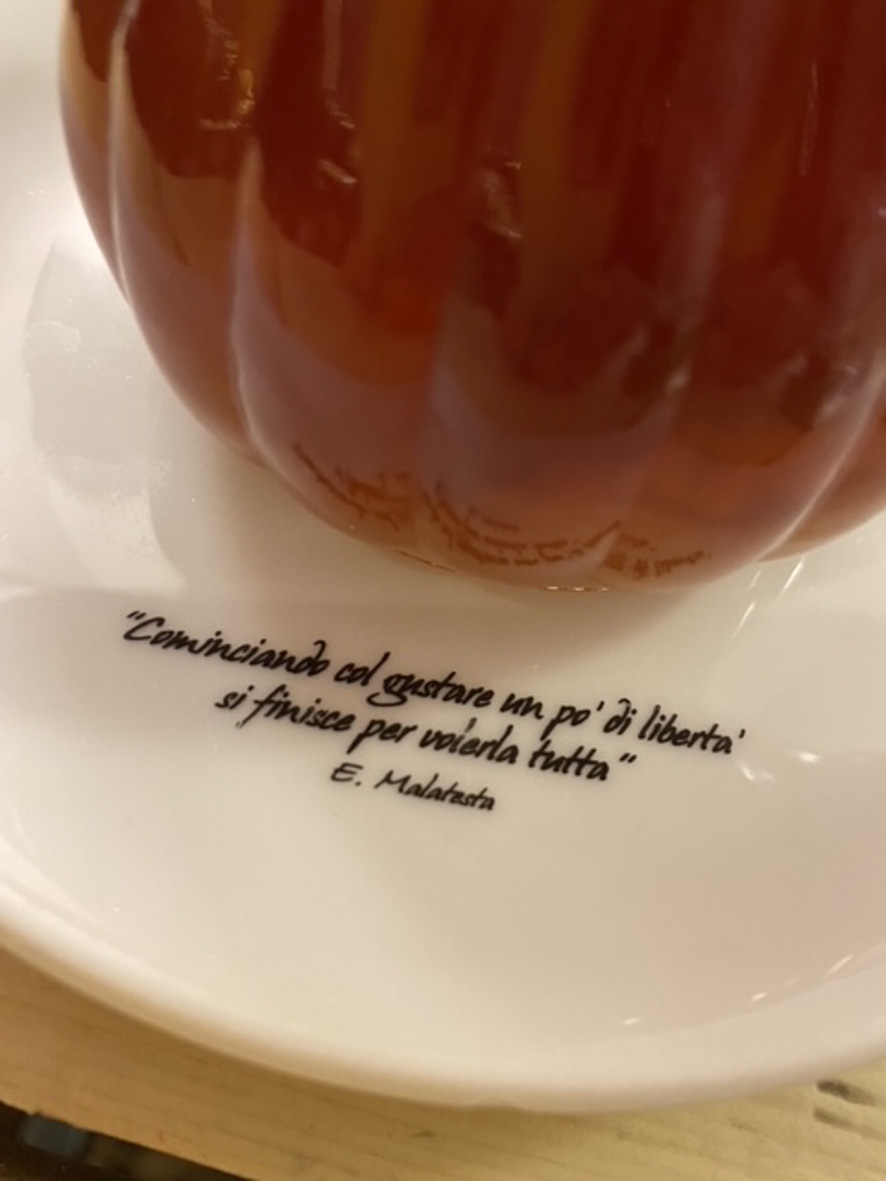 "Cominciando col gustare un po' di liberta'
si finisce per volerla tutta"
E. Malatesta